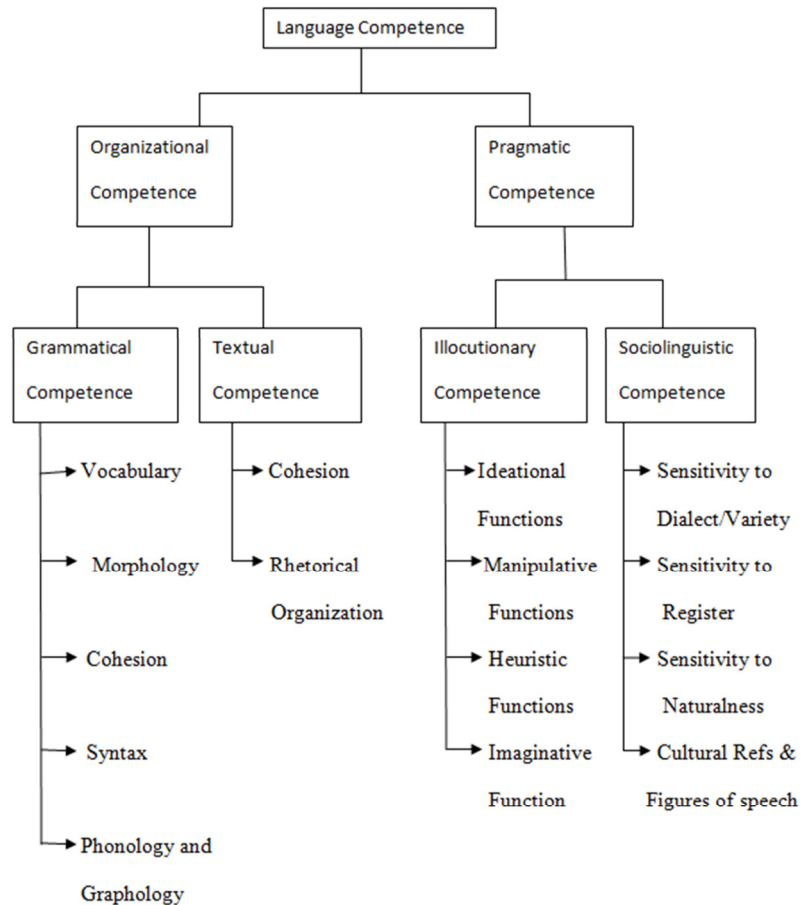 Language Competence
Organizational
Competence
Pragmatic
Competence
Grammatical
Competence
Textual
Competence
Illocutionary
Competence
Sociolinguistic
Competence
Vocabulary
Morphology
Cohesion
Syntax
Phonology and
Graphology
Cohesion
Rhetorical
Organization
Ideational
Functions
Manipulative
Functions
Heuristic
Functions
Imaginative
Function
Sensitivity to
Dialect/Variety
Sensitivity to
Register
Sensitivity to
Naturalness
Cultural Refs &
Figures of speech